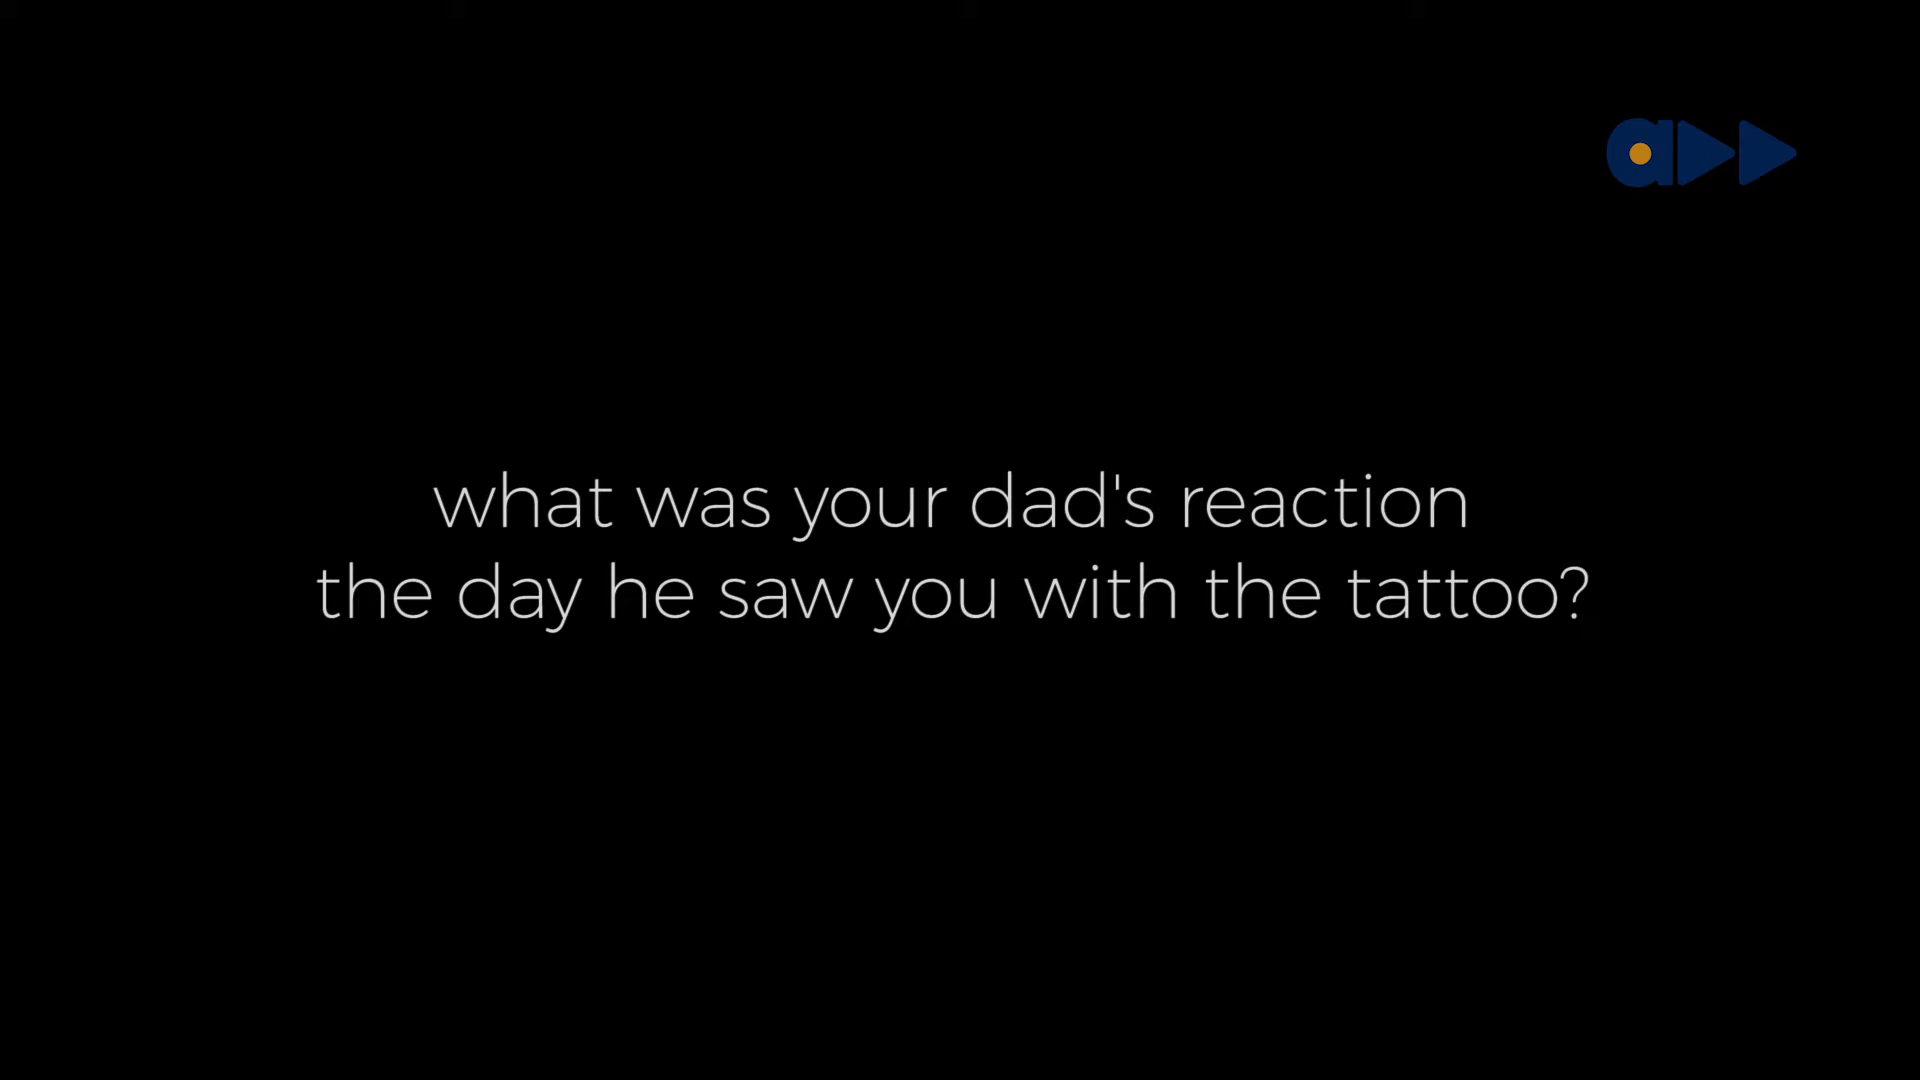 a
what was your dad's reaction
the day he saw you with the tattoo?